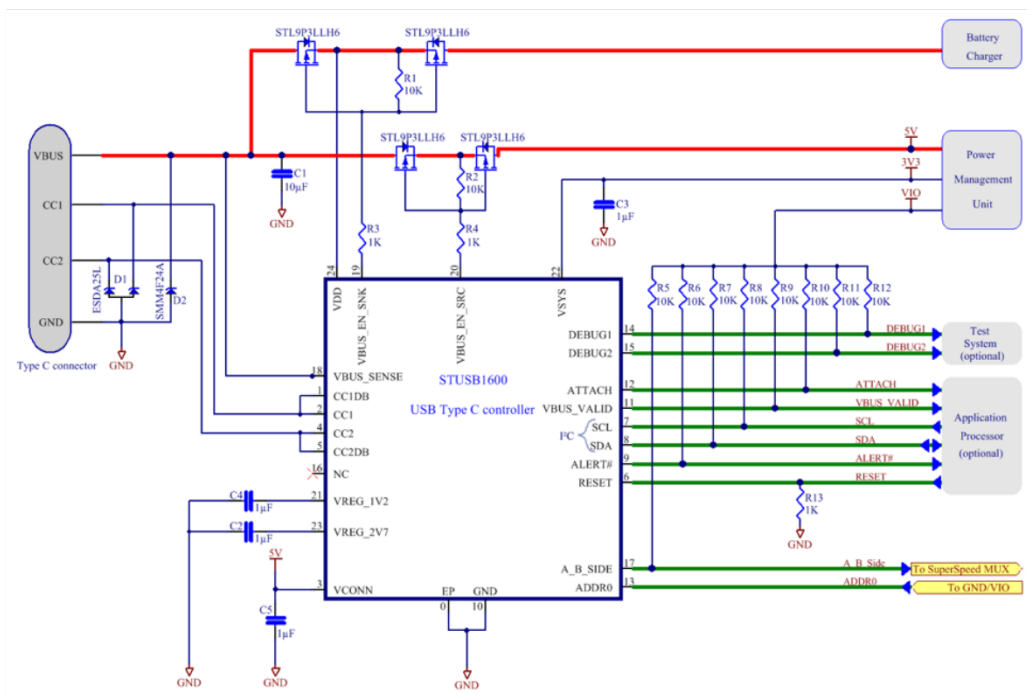 STL9P3LLH6
STL9P3LLH6
Battery
Charger
R1
10K
STL9P3LLH6
STL9P3LLH6
5V
VBUS
Power
Management
Unit
3V3
VIO
C1
10µF
R2
10K
GND
C3
1µF
GND
CC1
CC2
GND
ESDA25L
D1
SMM4F24A
D2
Type C connector
GND
R3
1K
R4
1K
24
19
20
22
VDD
VBUS_EN_SNK
VBUS_EN_SRC
VSYS
R5
10K
R6
10K
R7
10K
R8
10K
R9
10K
R10
10K
R11
10K
R12
10K
STUSB1600
USB Type C controller
18
VBUS_SENSE
1
CC1DB
2
CC1
4
CC2
5
CC2DB
16
NC
21
VREG_1V2
23
VREG_2V7
3
VCONN
DEBUG1
14
DEBUG1
DEBUG2
15
DEBUG2
Test
System
(optional)
ATTACH
12
ATTACH
VBUS_VALID
11
VBUS_VALID
I²C
SCL
7
SCL
SDA
8
SDA
ALERT#
9
ALERT#
RESET
6
RESET
Application
Processor
(optional)
R13
1K
GND
C4
1µF
C2
1µF
5V
C5
1µF
GND
GND
EP
GND
0
10
GND
A_B_SIDE
17
A_B_Side
To SuperSpeed MUX
ADDR0
13
ADDR0
To GND/VIO